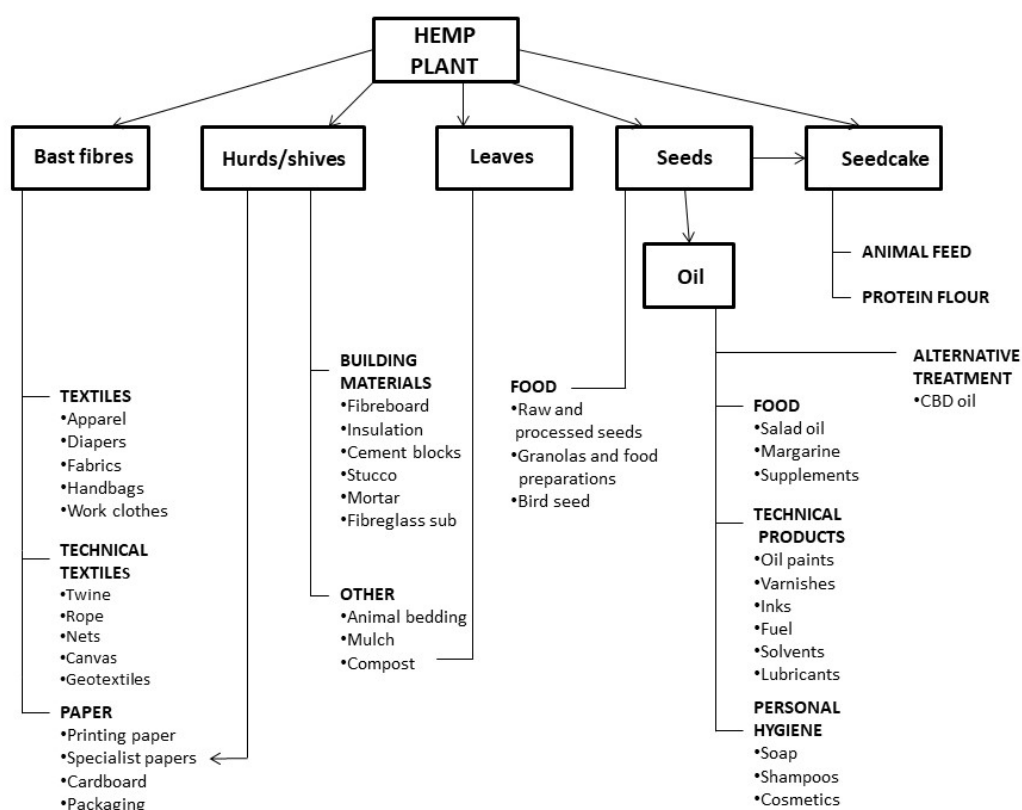 HEMP
PLANT
Bast fibres
Hurds/shives
Leaves
Seeds
Seedcake
Oil
ANIMAL FEED
PROTEIN FLOUR
TEXTILES
•Apparel
•Diapers
•Fabrics
•Handbags
•Work clothes
TECHNICAL
TEXTILES
•Twine
•Rope
•Nets
•Canvas
•Geotextiles
PAPER
•Printing paper
•Specialist papers
•Cardboard
•Packaging
BUILDING
MATERIALS
•Fibreboard
•Insulation
•Cement blocks
•Stucco
•Mortar
•Fibreglass sub
OTHER
•Animal bedding
•Mulch
•Compost
FOOD
•Raw and
processed seeds
•Granolas and food
preparations
•Bird seed
FOOD
•Salad oil
•Margarine
•Supplements
TECHNICAL
PRODUCTS
•Oil paints
•Varnishes
•Inks
•Fuel
•Solvents
•Lubricants
PERSONAL
HYGIENE
•Soap
•Shampoos
•Cosmetics
ALTERNATIVE
TREATMENT
•CBD oil